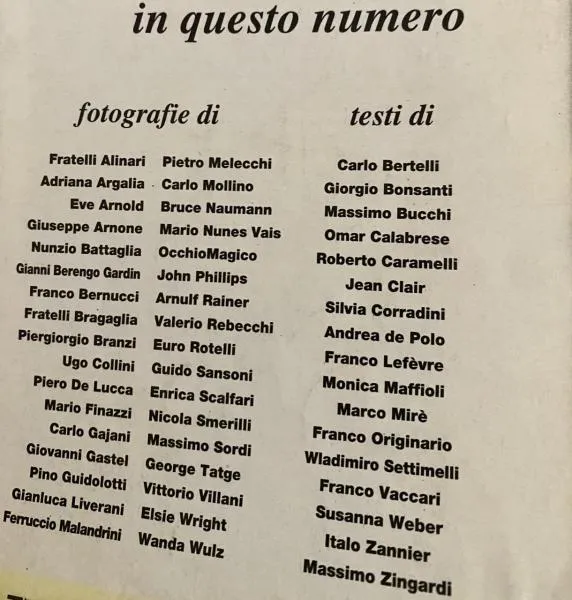 in questo numero
fotografie di
Fratelli Alinari
Adriana Argalia
Eve Arnold
Giuseppe Arnone
Nunzio Battaglia
Gianni Berengo Gardin
Franco Bernucci
Fratelli Bragaglia
Piergiorgio Branzi
Ugo Collini
Piero De Lucca
Mario Finazzi
Carlo Gajani
Giovanni Gastel
Pino Guidolotti
Gianluca Liverani
Ferruccio Malandrini
Pietro Melecchi
Carlo Mollino
Bruce Naumann
Mario Nunes Vais
OcchioMagico
John Phillips
Arnulf Rainer
Valerio Rebecchi
Euro Rotelli
Guido Sansoni
Enrica Scalfari
Nicola Smerilli
Massimo Sordi
George Tatge
Vittorio Villani
Elsie Wright
Wanda Wulz
testi di
Carlo Bertelli
Giorgio Bonsanti
Massimo Bucchi
Omar Calabrese
Roberto Caramelli
Jean Clair
Silvia Corradini
Andrea de Polo
Franco Lefèvre
Monica Maffioli
Marco Mirè
Franco Originario
Wladimiro Settimelli
Franco Vaccari
Susanna Weber
Italo Zannier
Massimo Zingardi